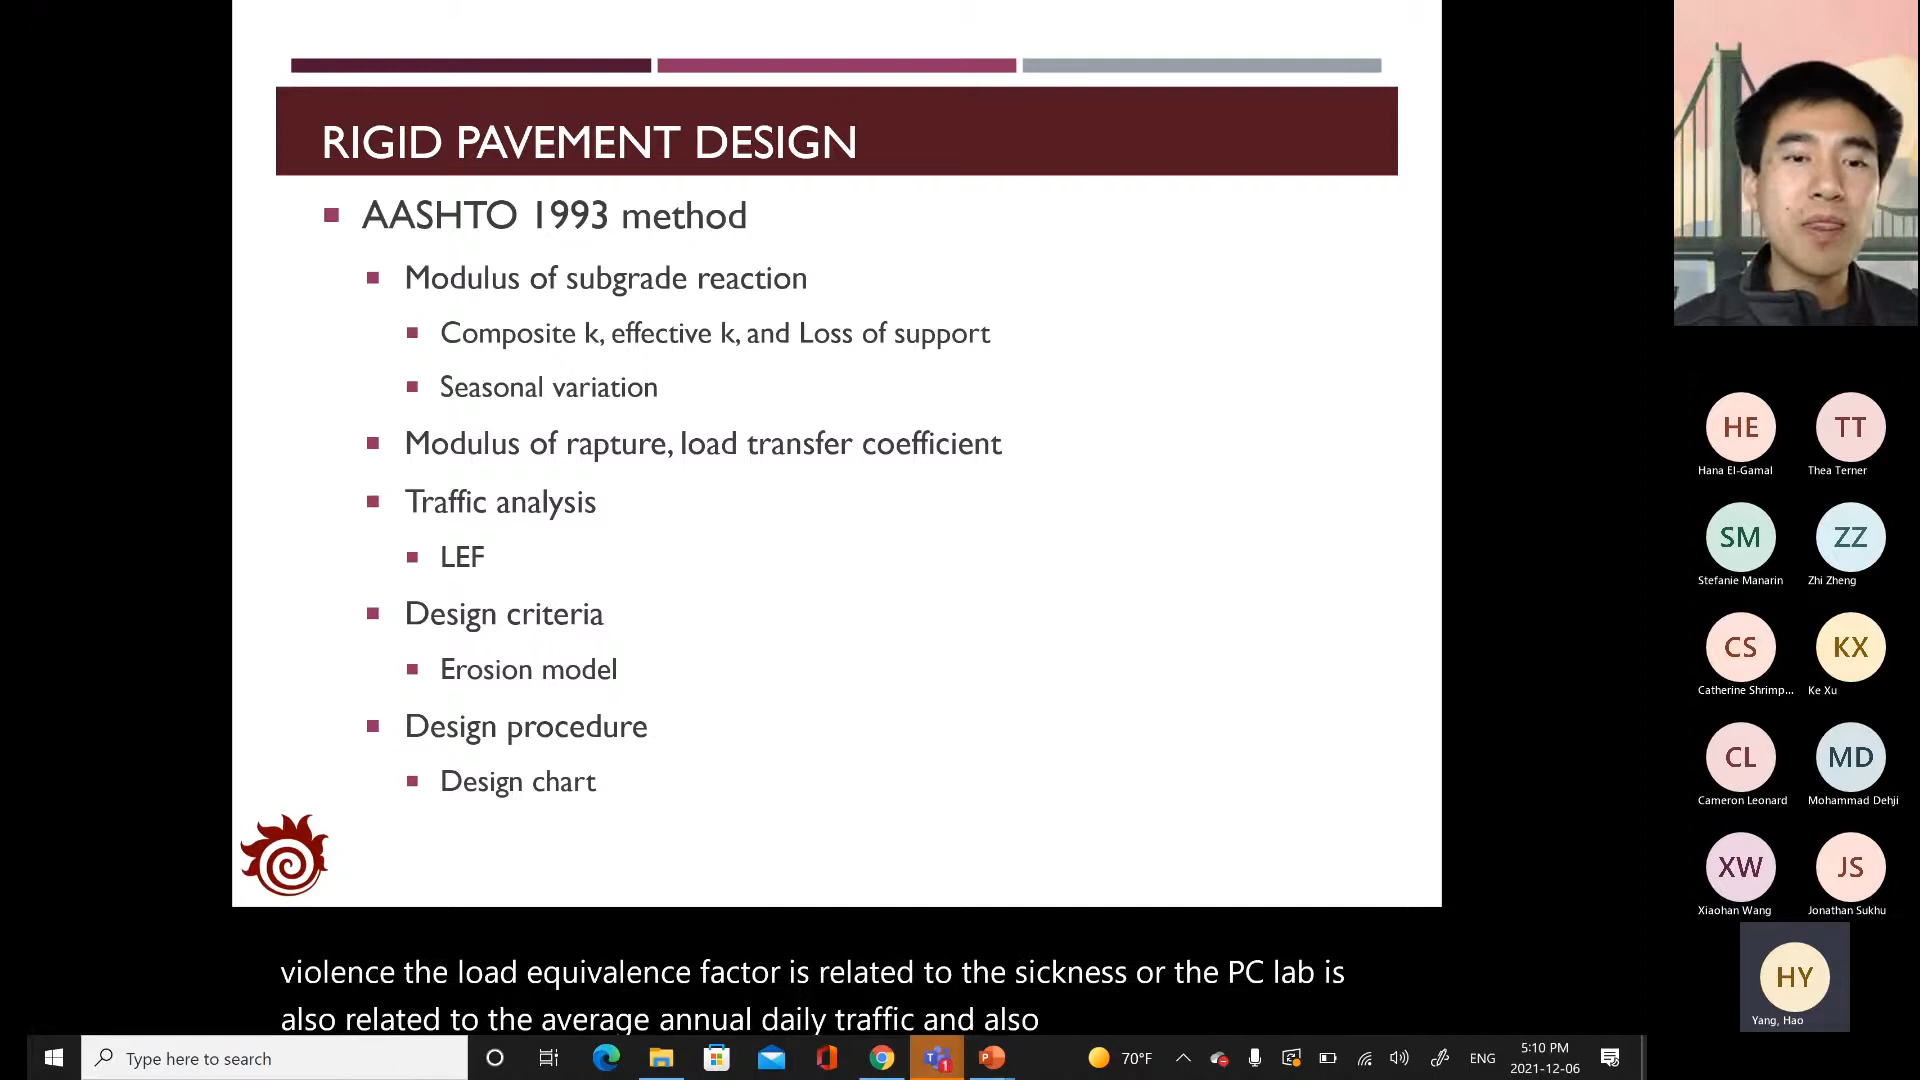 RIGID PAVEMENT DESIGN
AASHTO 1993 method
Modulus of subgrade reaction
Composite k, effective k, and Loss of support
Seasonal variation
Modulus of rapture, load transfer coefficient
Traffic analysis
LEF
Design criteria
Erosion model
Design procedure
Design chart
violence the load equivalence factor is related to the sickness or the PC lab is
also related to the average annual daily traffic and also
HE
TT
Hana El-Gamal
Thea Terner
SM
ZZ
Stefanie Manarin
Zhi Zheng
CS
KX
Catherine Shrimp...
Ke Xu
CL
MD
Cameron Leonard
Mohammad Dehji
XW
JS
Xiaohan Wang
Jonathan Sukhu
HY
Yang, Hao
Type here to search
T
1
P
70°F
ENG
5:10 PM
2021-12-06